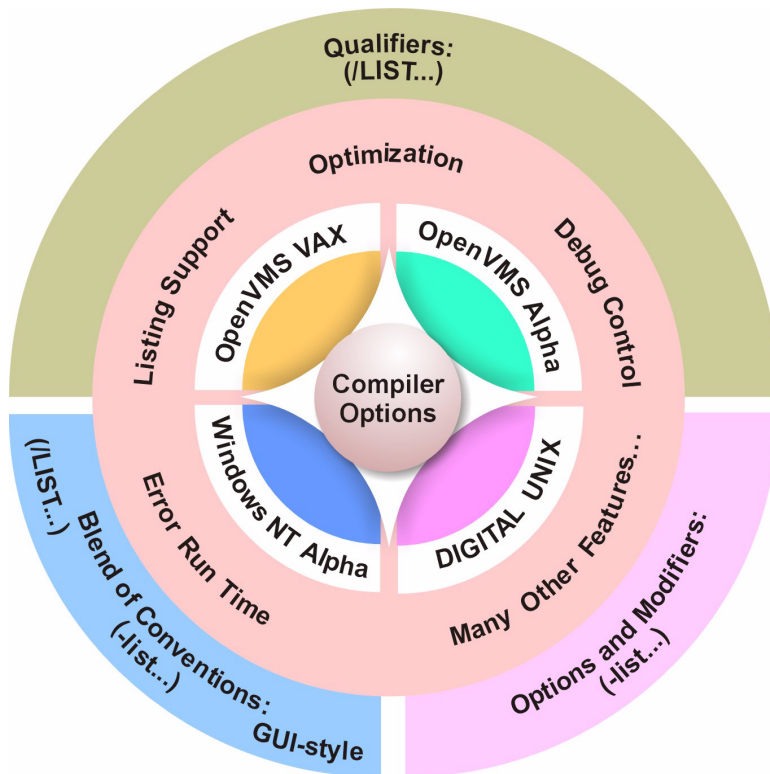 Qualifiers:
(/LIST...)
Optimization
Listing Support
Debug Control
OpenVMS VAX
OpenVMS Alpha
Compiler
Options
Windows NT Alpha
DIGITAL UNIX
Error Run Time
Many Other Features...
(/LIST...)
Blend of Conventions:
(-list...)
GUI-style
Options and Modifiers:
(-list...)